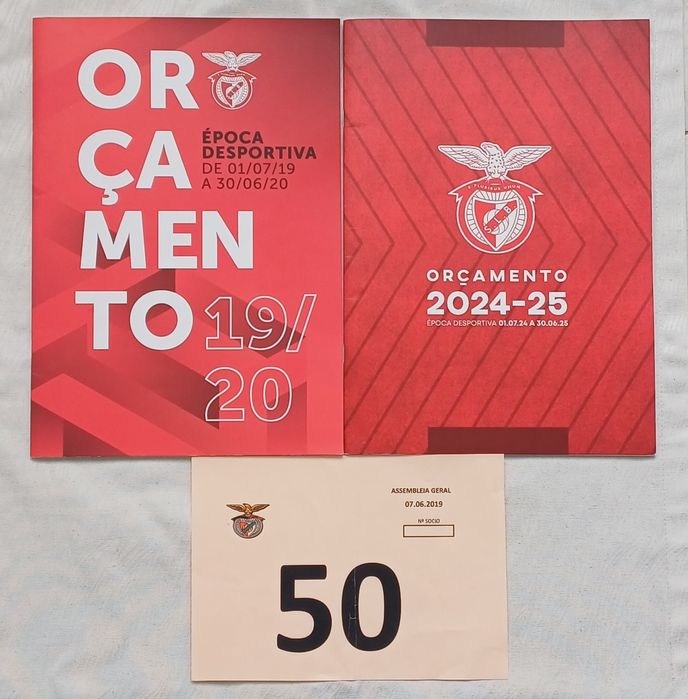 OR
ÇA
MEN
TO
ÉPOCA
DESPORTIVA
DE 01/07/19
A 30/06/20
19/
20
E PLURIBUS UNUM
SLB
ORÇAMENTO
2024-25
ÉPOCA DESPORTIVA 01.07.24 A 30.06.25
ASSEMBLEIA GERAL
07.06.2019
Nº SOCIO
50